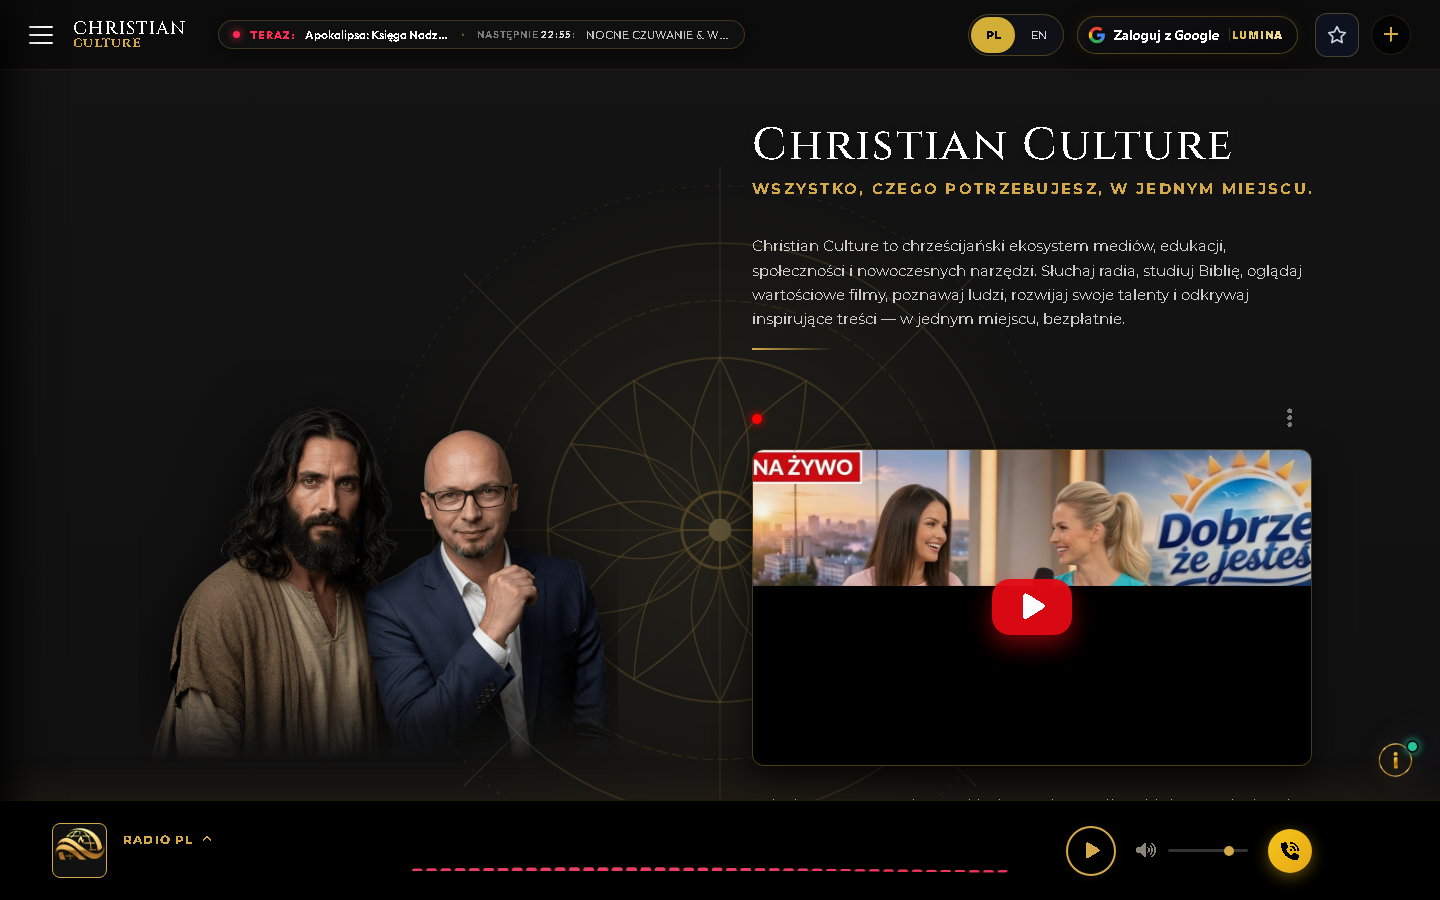 CHRISTIAN
CULTURE
TERAZ: Apokalipsa: Księga Nadz... • NASTĘPNIE 22:55: NOCNE CZUWANIE & W...
PL EN
Zaloguj z Google LUMINA
Christian Culture
WSZYSTKO, CZEGO POTRZEBUJESZ, W JEDNYM MIEJSCU.
Christian Culture to chrześcijański ekosystem mediów, edukacji,
społeczności i nowoczesnych narzędzi. Słuchaj radia, studiuj Biblię, oglądaj
wartościowe filmy, poznawaj ludzi, rozwijaj swoje talenty i odkrywaj
inspirujące treści — w jednym miejscu, bezpłatnie.
NA ŻYWO
Dobrze
że jesteś
RADIO PL